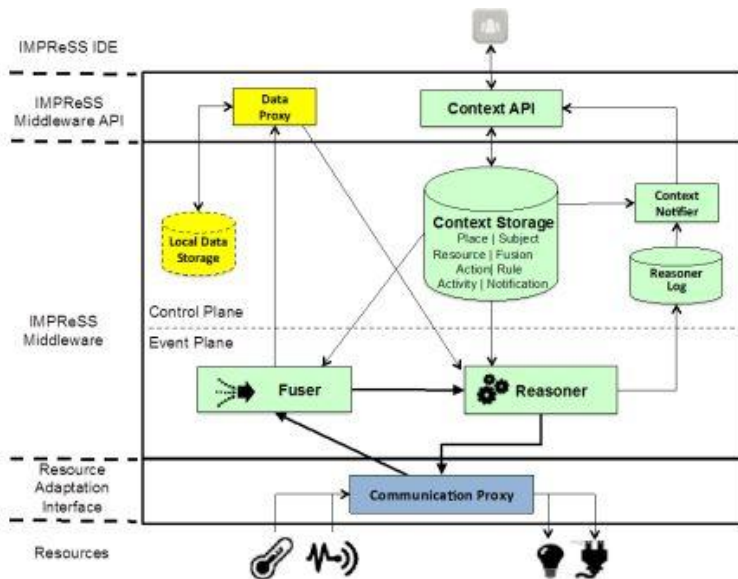 IMPReSS IDE
IMPReSS
Middleware API
Data
Proxy
Context API
Context Storage
Place | Subject
Resource | Fusion
Action| Rule
Activity | Notification
Context
Notifier
Local Data
Storage
Reasoner
Log
Control Plane
IMPReSS
Middleware
Event Plane
Fuser
Reasoner
Resource
Adaptation
Interface
Communication Proxy
Resources